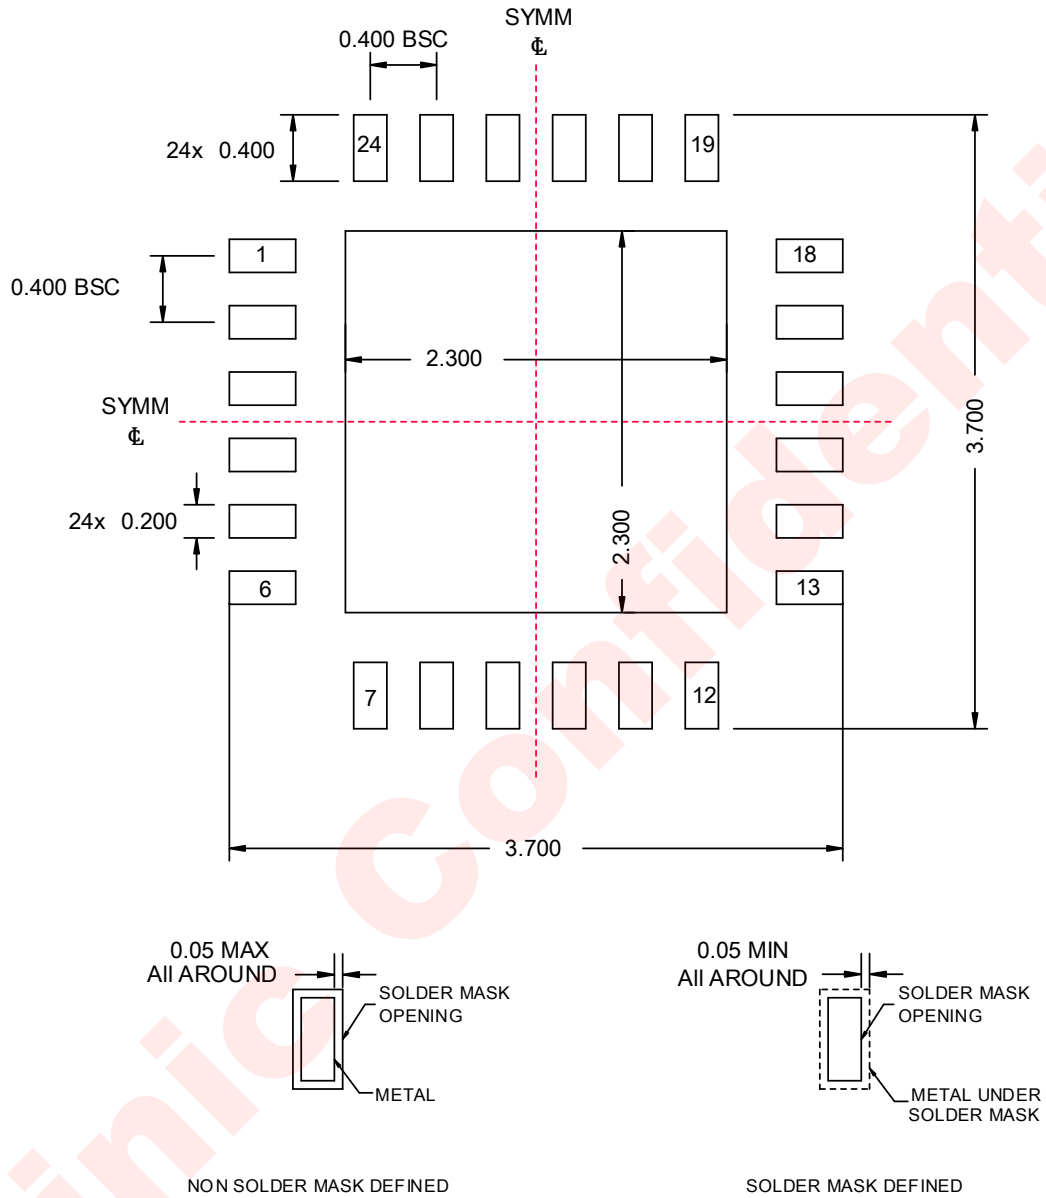 SYMM
℄
0.400 BSC
24x 0.400
24
19
1
18
0.400 BSC
2.300
SYMM
℄
3.700
24x 0.200
2.300
6
13
7
12
3.700
0.05 MAX
All AROUND
SOLDER MASK
OPENING
METAL
0.05 MIN
All AROUND
SOLDER MASK
OPENING
METAL UNDER
SOLDER MASK
NON SOLDER MASK DEFINED
SOLDER MASK DEFINED
inic Confidenti